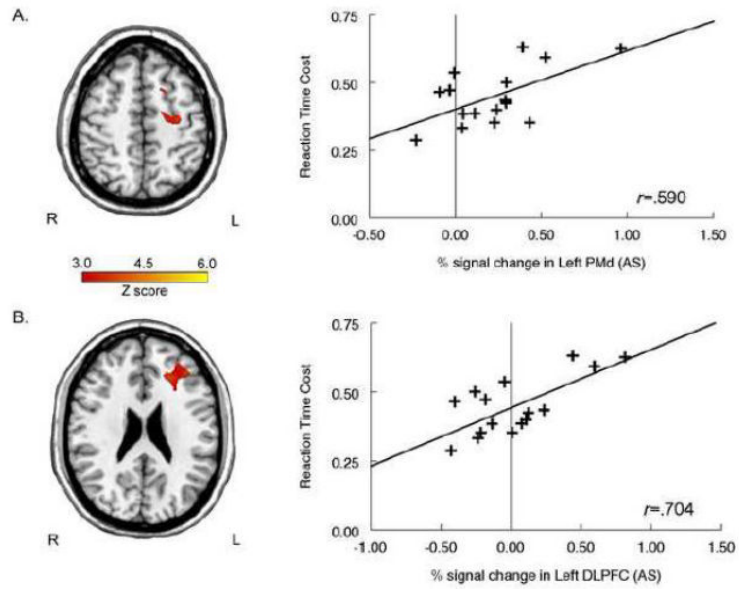 A.
R
L
0.75
0.50
0.25
0.00
Reaction Time Cost
-0.50
0.00
0.50
1.00
1.50
% signal change in Left PMd (AS)
r=.590
3.0
4.5
6.0
Z score
B.
R
L
0.75
0.50
0.25
0.00
Reaction Time Cost
-1.00
-0.50
0.00
0.50
1.00
1.50
% signal change in Left DLPFC (AS)
r=.704